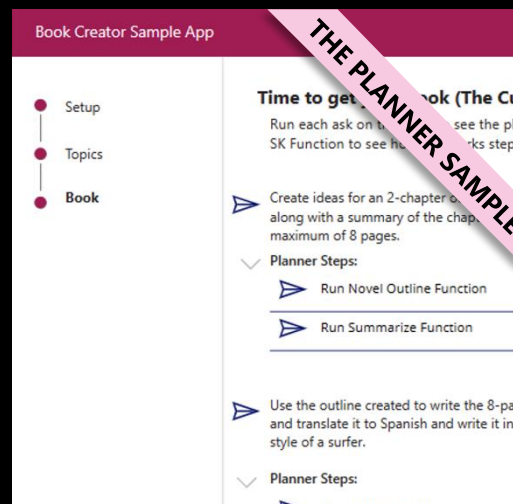 Book Creator Sample App
THE PLANNER SAMPLE
Setup
Topics
Book
Time to get ook (The Cu
Run each ask on see the pl
SK Function to see rks step
Create ideas for an 2-chapter
along with a summary of the chap
maximum of 8 pages.
Planner Steps:
Run Novel Outline Function
Run Summarize Function
Use the outline created to write the 8-pa
and translate it to Spanish and write it in
style of a surfer.
Planner Steps: